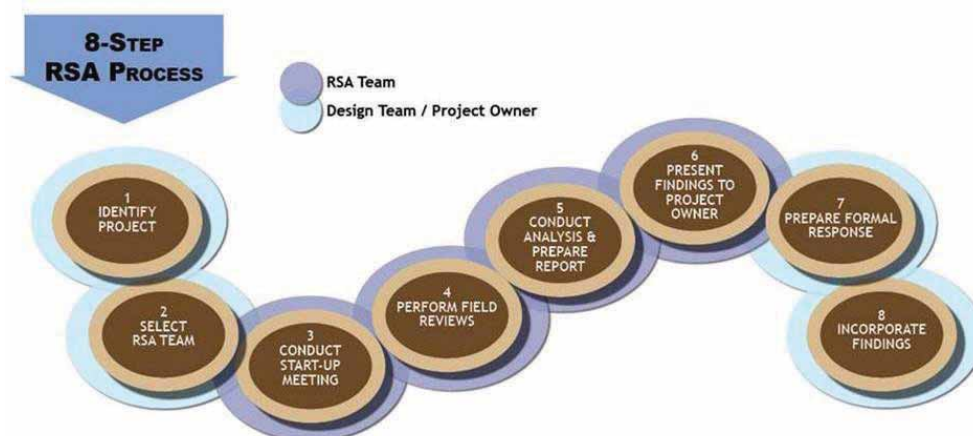 8-STEP
RSA PROCESS
RSA Team
Design Team / Project Owner
1
IDENTIFY
PROJECT
2
SELECT
RSA TEAM
3
CONDUCT
START-UP
MEETING
4
PERFORM FIELD
REVIEWS
5
CONDUCT
ANALYSIS &
PREPARE
REPORT
6
PRESENT
FINDINGS TO
PROJECT
OWNER
7
PREPARE FORMAL
RESPONSE
8
INCORPORATE
FINDINGS